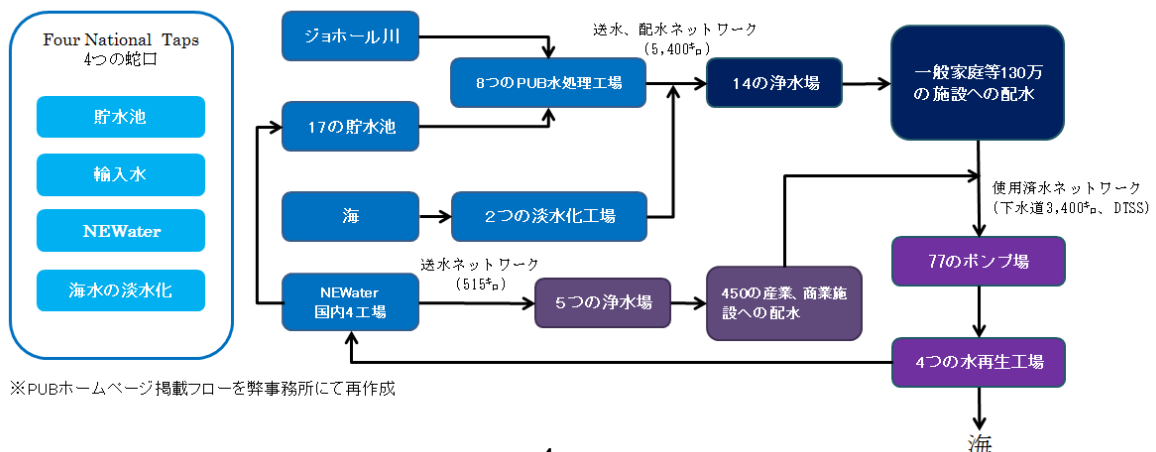 Four National Taps
4つの蛇口
貯水池
輸入水
NEWater
海水の淡水化
ジョホール川
17の貯水池
海
NEWater
国内4工場
8つのPUB水処理工場
2つの淡水化工場
送水、配水ネットワーク
(5,400㌔)
14の浄水場
一般家庭等130万
の施設への配水
送水ネットワーク
(515㌔)
5つの浄水場
450の産業、商業施
設への配水
使用済水ネットワーク
(下水道3,400㌔、DTSS)
77のポンプ場
4つの水再生工場
海
※PUBホームページ掲載フローを弊事務所にて再作成